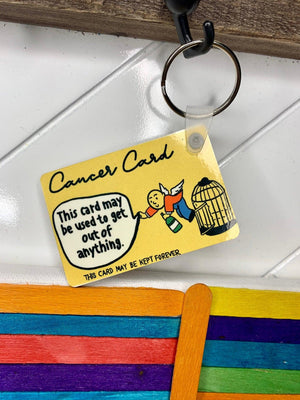 Cancer Card
This card may
be used to get
out of
anything.
THIS CARD MAY BE KEPT FOREVER